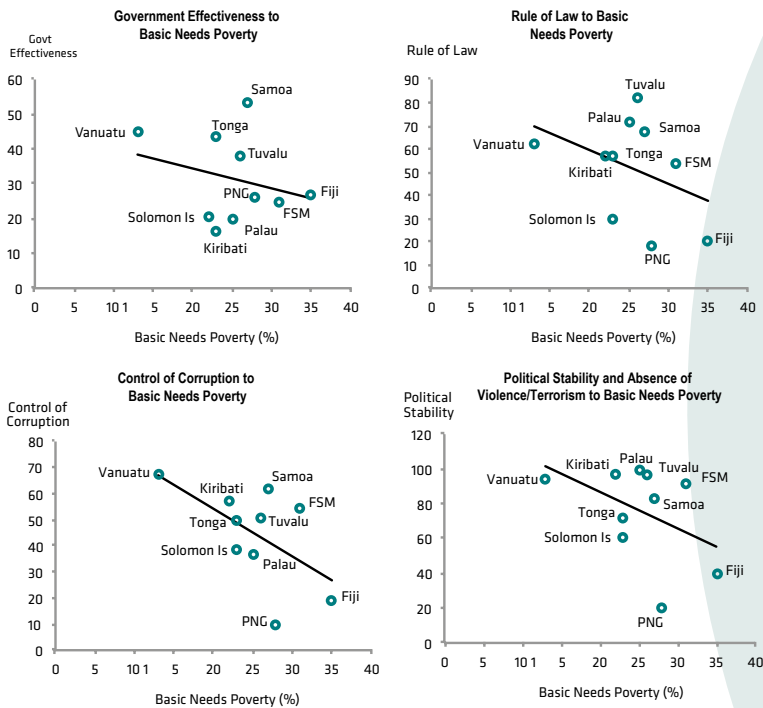 Government Effectiveness to
Basic Needs Poverty
Govt
Effectiveness
60
50
40
30
20
10
0
Samoa
Vanuatu
Tonga
Tuvalu
PNG
Fiji
Solomon Is
FSM
Palau
Kiribati
0 5 10 1 20 25 30 35 40
Basic Needs Poverty (%)
Rule of Law to Basic
Needs Poverty
Rule of Law
90
80
70
60
50
40
30
20
10
0
Tuvalu
Palau
Samoa
Vanuatu
Tonga
FSM
Kiribati
Solomon Is
Fiji
PNG
0 5 10 1 20 25 30 35 40
Basic Needs Poverty (%)
Control of Corruption to
Basic Needs Poverty
Control of
Corruption
80
70
60
50
40
30
20
10
0
Vanuatu
Samoa
Kiribati
FSM
Tonga
Tuvalu
Solomon Is
Palau
Fiji
PNG
0 5 10 1 5 20 25 30 35 40
Basic Needs Poverty (%)
Political Stability and Absence of
Violence/Terrorism to Basic Needs Poverty
Political
Stability
120
100
80
60
40
20
0
Palau
Kiribati
Tuvalu
Vanuatu
FSM
Samoa
Tonga
Solomon Is
Fiji
PNG
0 5 10 1 5 20 25 30 35 40
Basic Needs Poverty (%)